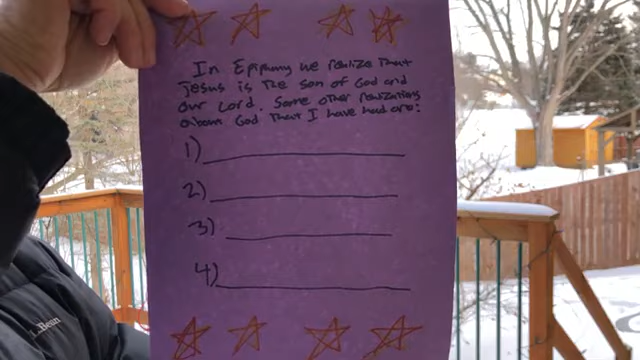 In Epiphany we realize that
Jesus is the son of God and
our Lord. Some other realizations
about God that I have had are:
1)
2)
3)
4)
L.L.Bean